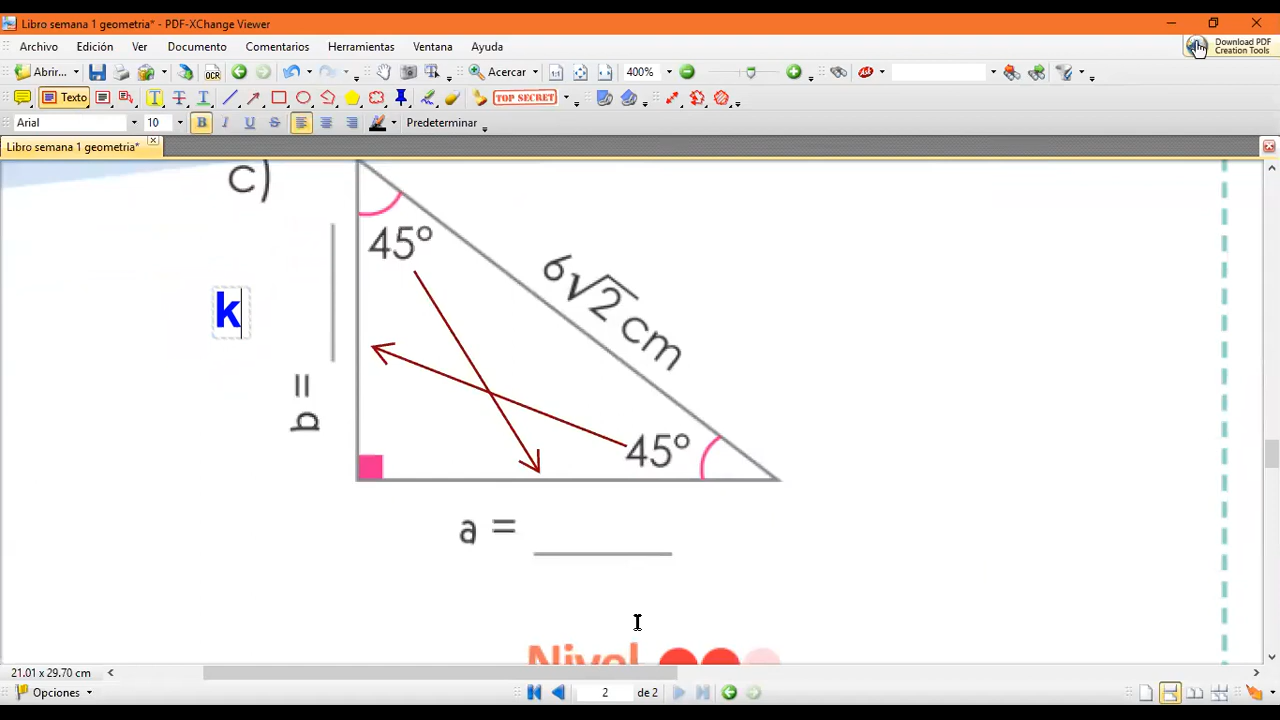 Libro semana 1 geometria* - PDF-XChange Viewer
Archivo Edición Ver Documento Comentarios Herramientas Ventana Ayuda
Download PDF
Creation Tools
Abrir... OCR Acercar 400%
Texto TOP SECRET
Arial 10 B I U S Predeterminar
Libro semana 1 geometria*
c)
45°
6√2 cm
k
b =
45°
a =
Nivel
21.01 x 29.70 cm
Opciones 2 de 2